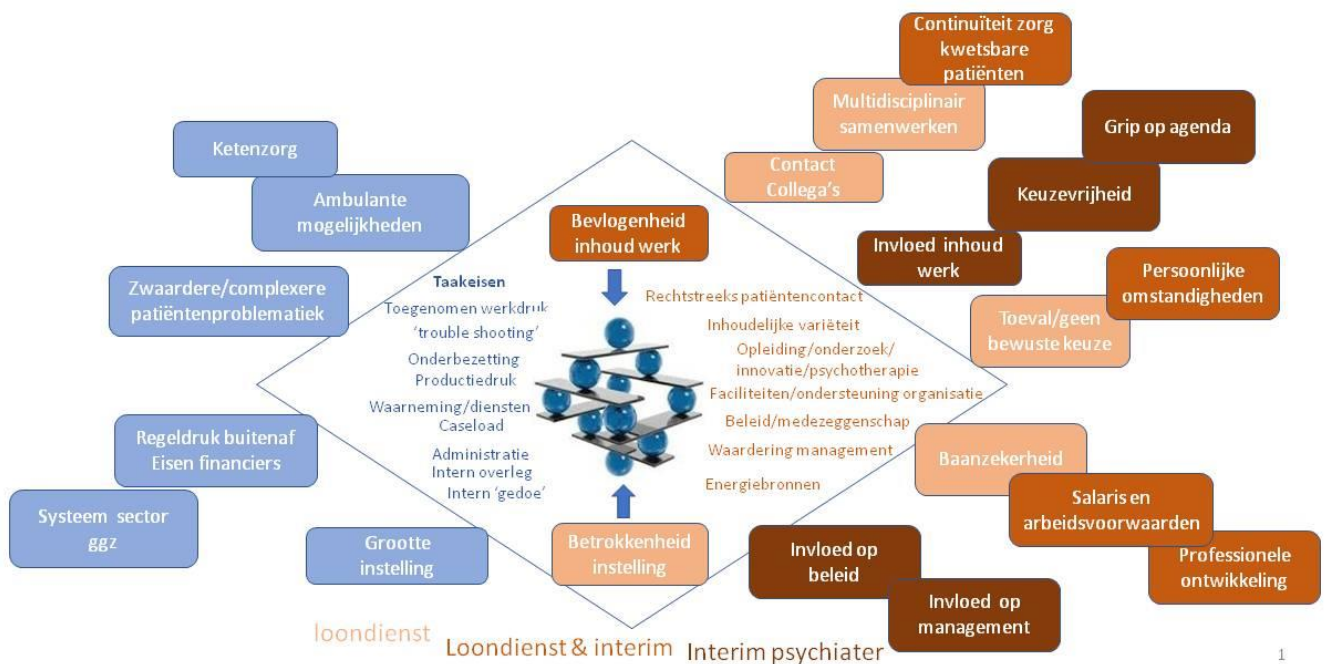 Continuïteit zorg
kwetsbare
patiënten
Multidisciplinair
samenwerken
Contact
Collega's
Grip op agenda
Keuzevrijheid
Invloed inhoud
werk
Persoonlijke
omstandigheden
Toeval/geen
bewuste keuze
Ketenzorg
Ambulante
mogelijkheden
Zwaardere/complexere
patiëntenproblematiek
Regeldruk buitenaf
Eisen financiers
Systeem sector
ggz
Grootte
instelling
Bevlogenheid
inhoud werk
Taakeisen
Toegenomen werkdruk
'trouble shooting'
Onderbezetting
Productiedruk
Waarneming/diensten
Caseload
Administratie
Intern overleg
Intern 'gedoe'
Rechtstreeks patiëntencontact
Inhoudelijke variëteit
Opleiding/onderzoek/
innovatie/psychotherapie
Faciliteiten/ondersteuning organisatie
Beleid/medezeggenschap
Waardering management
Energiebronnen
Betrokkenheid
instelling
Baanzekerheid
Salaris en
arbeidsvoorwaarden
Professionele
ontwikkeling
Invloed op
beleid
Invloed op
management
loondienst
Loondienst & interim
Interim psychiater
1